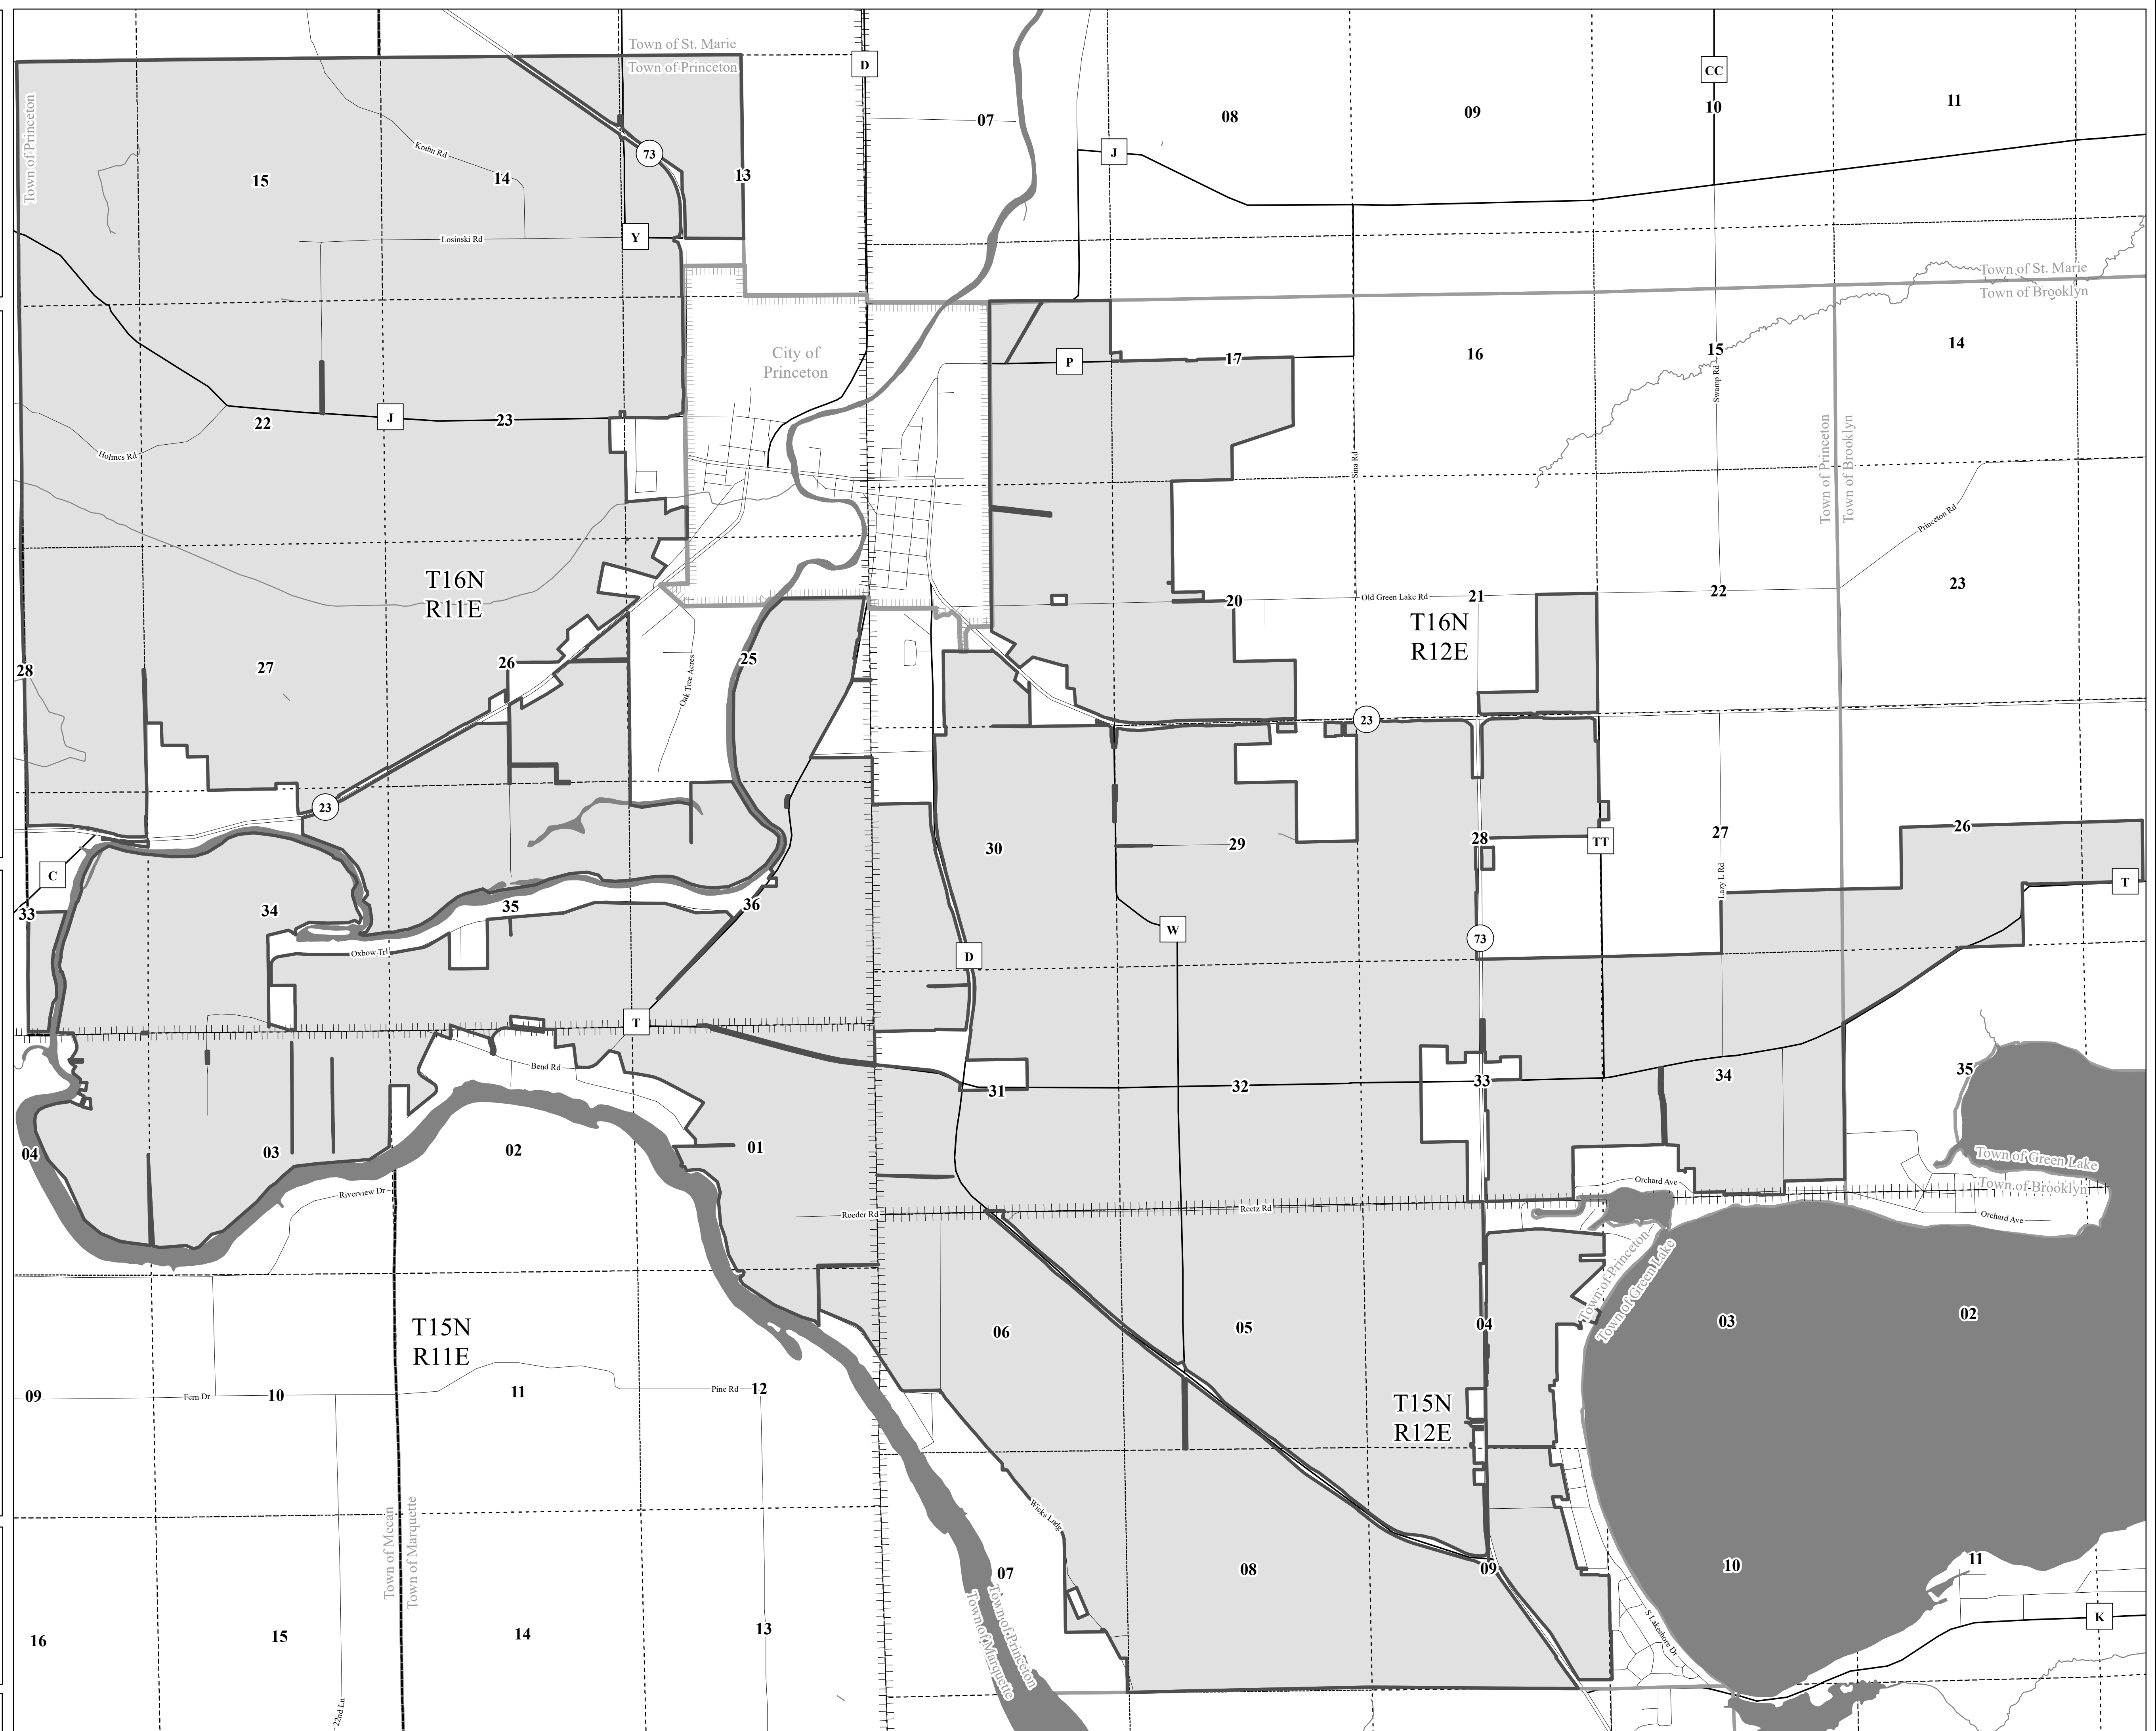 Town of St. Marie
Town of Princeton
D
CC
07
08
09
10
11
Town of Princeton
Krahn Rd
73
J
15
14
13
Losinski Rd
Y
Town of St. Marie
Town of Brooklyn
City of
Princeton
P
17
16
15
14
Swamp Rd
22
J
23
Holmes Rd
Sina Rd
Town of Princeton
Town of Brooklyn
Princeton Rd
T16N
R11E
20
Old Green Lake Rd
21
22
23
T16N
R12E
28
27
26
25
Oak Tree Acres
23
23
C
30
29
28
TT
27
26
Lazy L Rd
T
33
34
35
36
Oxbow Trl
D
W
73
T
Bend Rd
31
32
33
34
35
04
03
02
01
Riverview Dr
Roeder Rd
Reetz Rd
Orchard Ave
Town of Green Lake
Town of Brooklyn
Orchard Ave
Town of Princeton
Town of Green Lake
T15N
R11E
06
05
04
03
02
09
Fern Dr
10
11
Pine Rd
12
T15N
R12E
Wicks Lndg
Town of Mecan
Town of Marquette
07
08
09
10
11
Town of Princeton
Town of Marquette
S Lakeshore Dr
K
16
15
14
13
22nd Ln